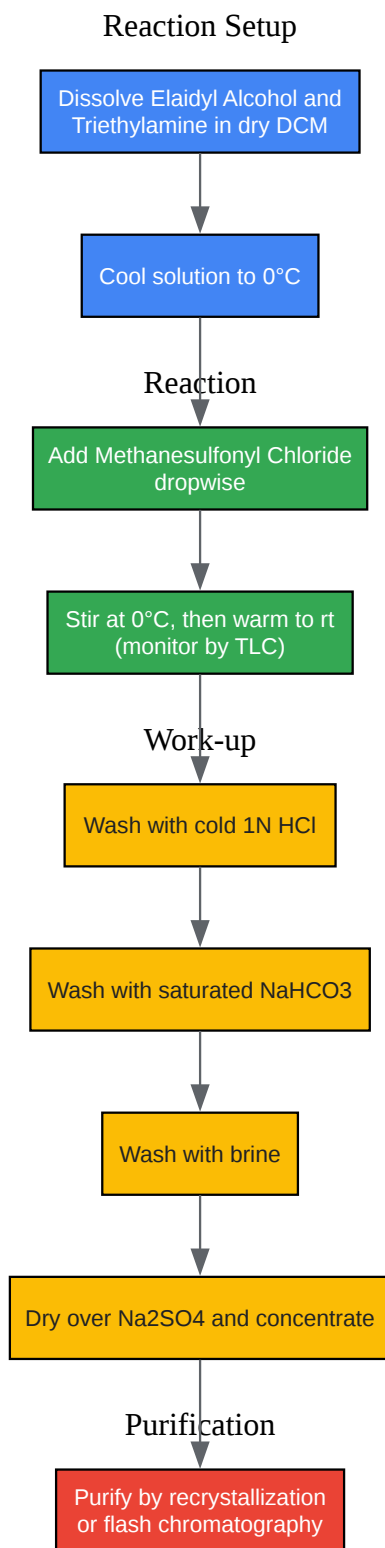 Reaction Setup
Dissolve Elaidyl Alcohol and
Triethylamine in dry DCM
Cool solution to 0°C
Reaction
Add Methanesulfonyl Chloride
dropwise
Stir at 0°C, then warm to rt
(monitor by TLC)
Work-up
Wash with cold 1N HCl
Wash with saturated NaHCO3
Wash with brine
Dry over Na2SO4 and concentrate
Purification
Purify by recrystallization
or flash chromatography